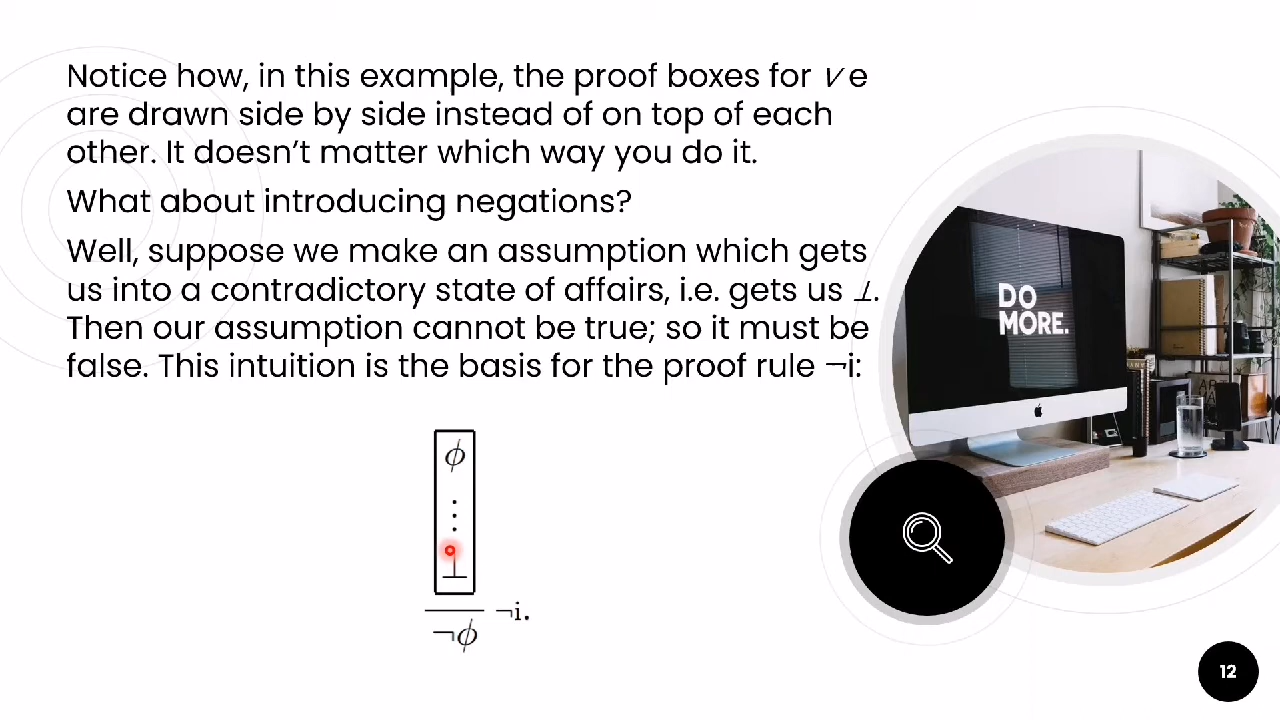 Notice how, in this example, the proof boxes for ∨e
are drawn side by side instead of on top of each
other. It doesn’t matter which way you do it.
What about introducing negations?
Well, suppose we make an assumption which gets
us into a contradictory state of affairs, i.e. gets us ⊥.
Then our assumption cannot be true; so it must be
false. This intuition is the basis for the proof rule ¬i:
DO
MORE.
ϕ
⋮
⊥
¬i.
¬ϕ
12